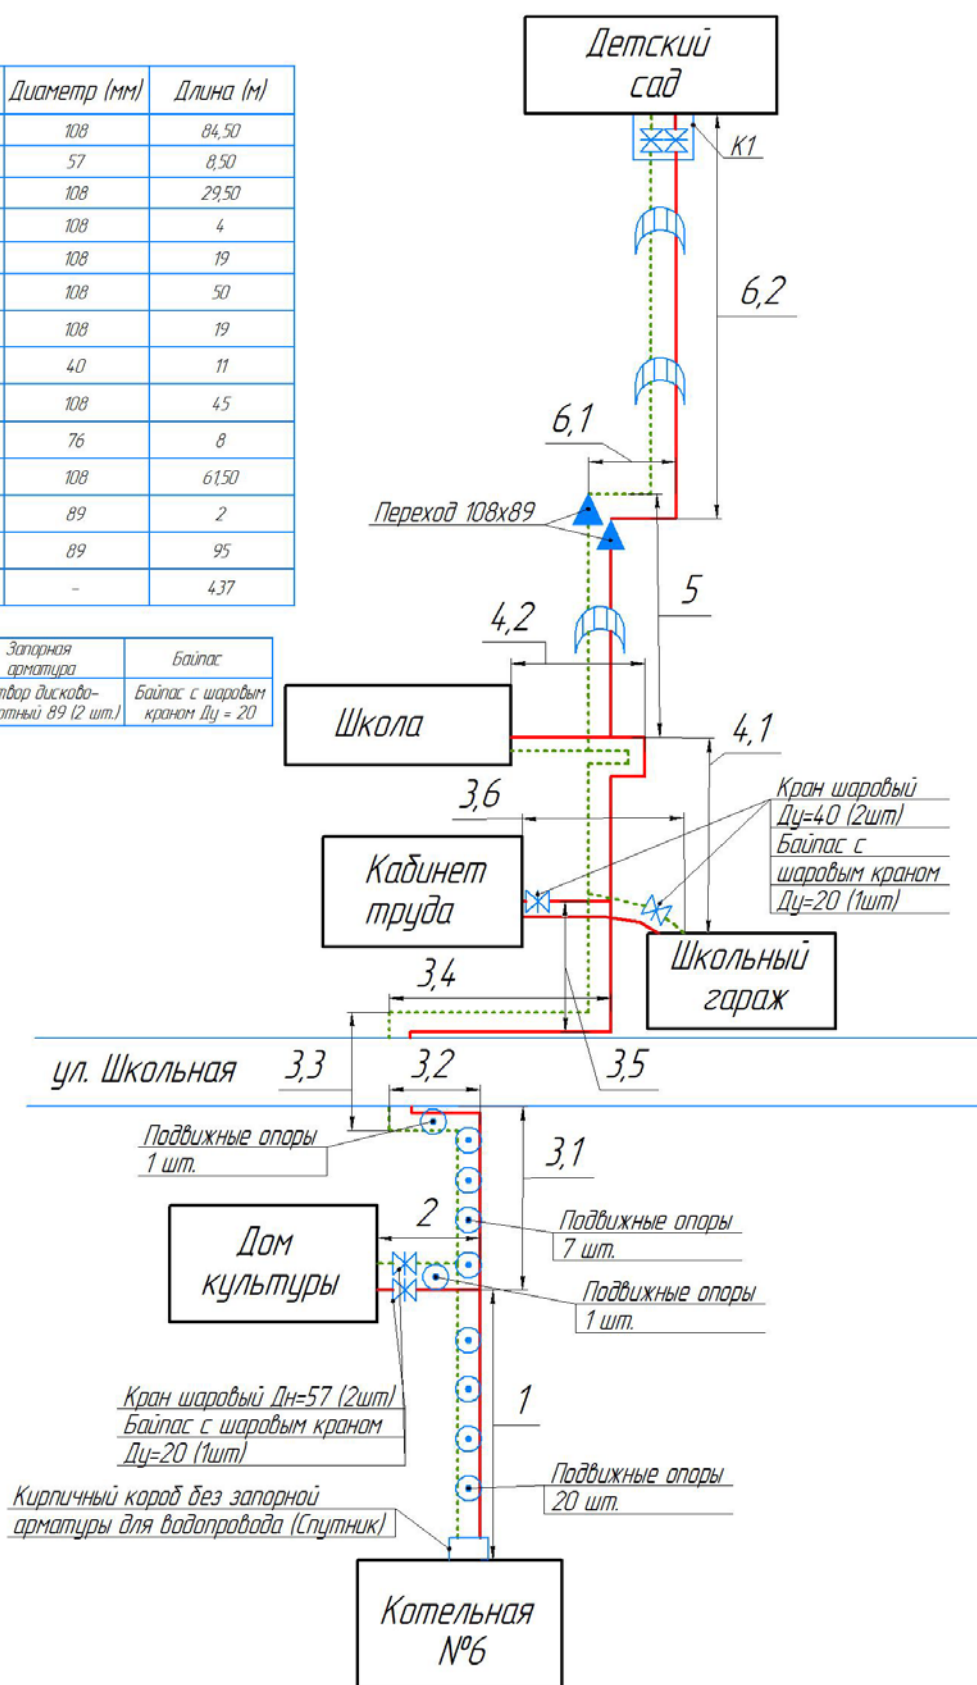 Детский
сад
К1
Диаметр (мм) Длина (м)
108 84,50
57 8,50
108 29,50
108 4
108 19
108 50
108 19
40 11
108 45
76 8
108 61,50
89 2
89 95
- 437
6,2
6,1
Переход 108х89
5
4,2
Запорная
арматура
Байпас
твор дисково-
отный 89 (2 шт.)
Байпас с шаровым
краном Ду = 20
Школа
4,1
3,6
Кран шаровый
Ду=40 (2шт)
Байпас с
шаровым краном
Ду=20 (1шт)
Кабинет
труда
Школьный
гараж
3,4
ул. Школьная
3,3
3,2
3,5
Подвижные опоры
1 шт.
3,1
2
Дом
культуры
Подвижные опоры
7 шт.
Подвижные опоры
1 шт.
Кран шаровый Дн=57 (2шт)
Байпас с шаровым краном
Ду=20 (1шт)
1
Подвижные опоры
20 шт.
Кирпичный короб без запорной
арматуры для водопровода (Спутник)
Котельная
№6